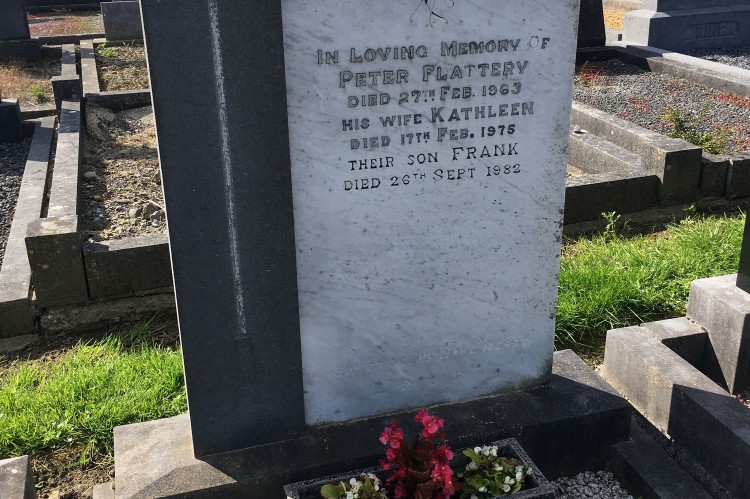 IN LOVING MEMORY OF
PETER FLATTERY
DIED 27TH FEB. 1963
HIS WIFE KATHLEEN
DIED 17TH FEB. 1975
THEIR SON FRANK
DIED 26TH SEPT 1982